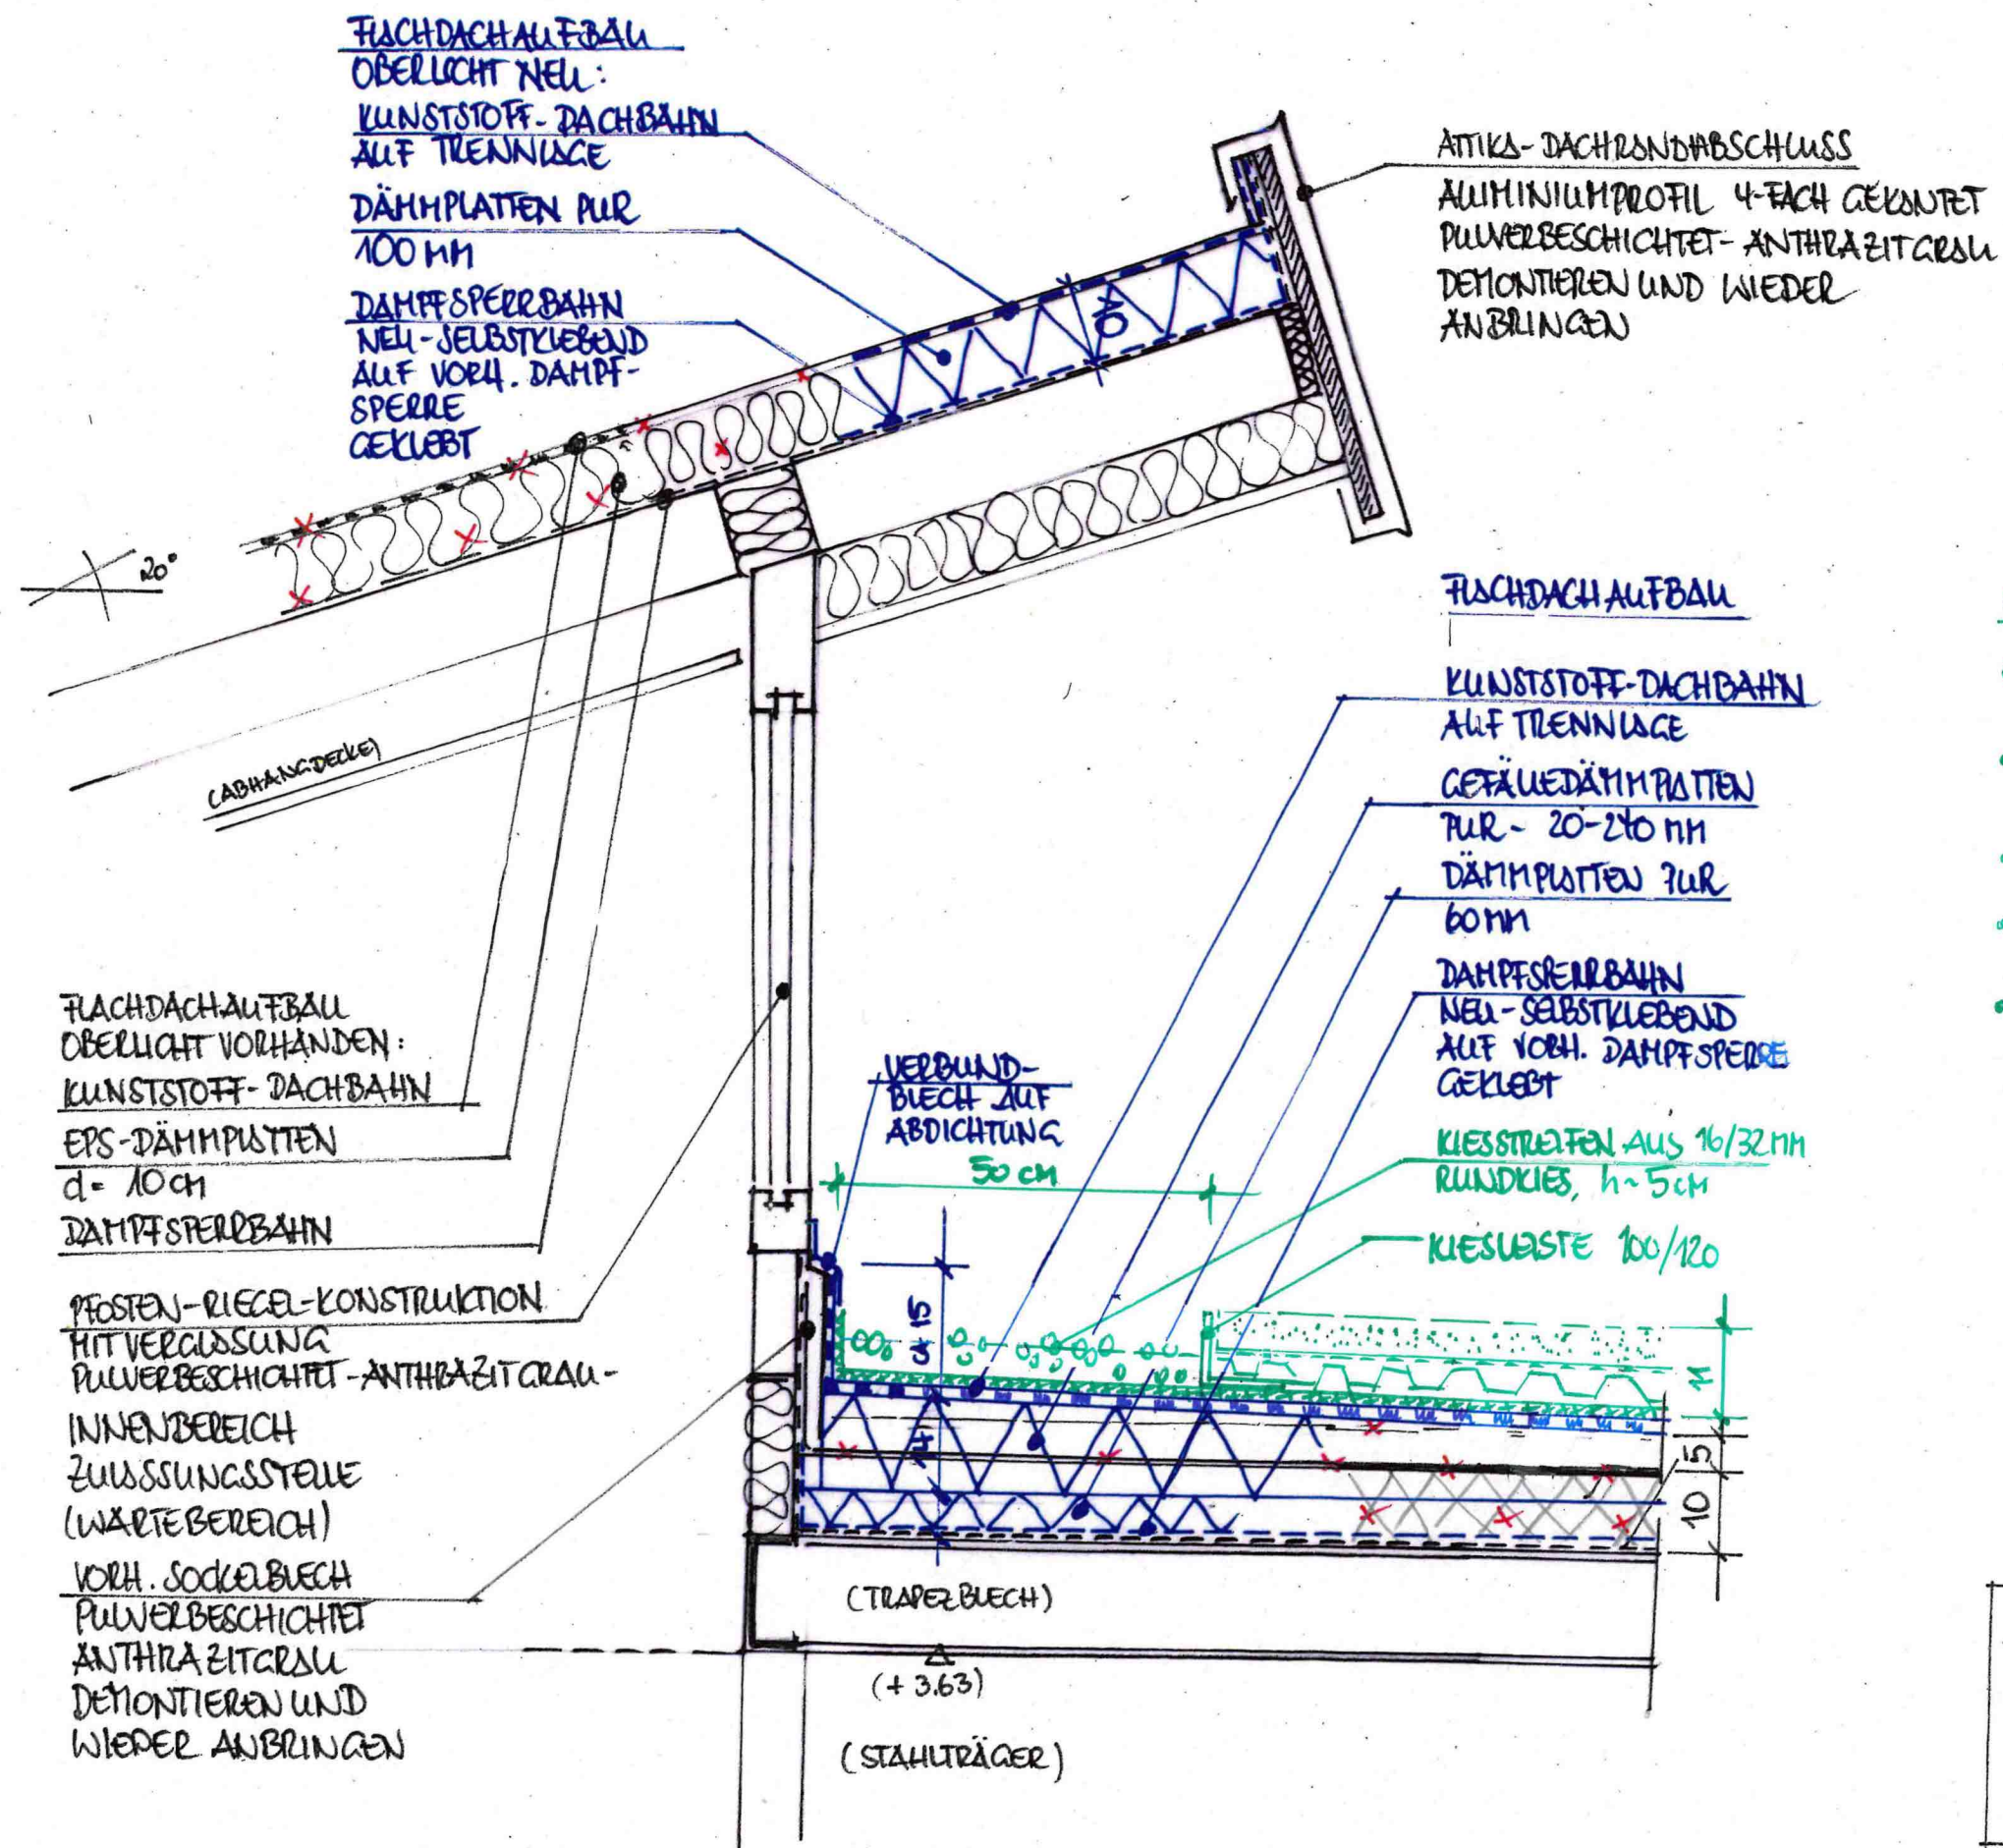 FLACHDACHAUFBAU
OBERLICHT NEU:
KUNSTSTOFF-DACHBAHN
AUF TRENNLAGE
DÄMMPLATTEN PUR
100 MM
DAMPFSPERRBAHN
NEU-SELBSTKLEBEND
AUF VORH. DAMPF-
SPERRE
GEKLEBT
ATTIKA-DACHRANDABSCHLUSS
ALUMINIUMPROFIL 4-FACH GEKANTET
PULVERBESCHICHTET-ANTHRAZITGRAU
DEMONTIEREN UND WIEDER
ANBRINGEN
10
20°
(ABHANGDECKE)
FLACHDACHAUFBAU
KUNSTSTOFF-DACHBAHN
AUF TRENNLAGE
GEFÄLLEDÄMMPLATTEN
PUR - 20-240 MM
DÄMMPLATTEN PUR
60 MM
DAMPFSPERRBAHN
NEU-SELBSTKLEBEND
AUF VORH. DAMPFSPERRE
GEKLEBT
KIESSTREIFEN AUS 16/32 MM
RUNDKIES, h~5 CM
KIESLEISTE 100/120
FLACHDACHAUFBAU
OBERLICHT VORHANDEN:
KUNSTSTOFF-DACHBAHN
EPS-DÄMMPLATTEN
d= 10 CM
DAMPFSPERRBAHN
PFOSTEN-RIEGEL-KONSTRUKTION
MIT VERGLASUNG
PULVERBESCHICHTET-ANTHRAZITGRAU-
INNENBEREICH
ZULASSUNGSSTELLE
(WARTEBEREICH)
VORH. SOCKELBLECH
PULVERBESCHICHTET
ANTHRAZITGRAU
DEMONTIEREN UND
WIEDER ANBRINGEN
VERBUND-
BLECH AUF
ABDICHTUNG
50 CM
15
14
11
5
10
(TRAPEZBLECH)
(+ 3.63)
(STAHLTRÄGER)